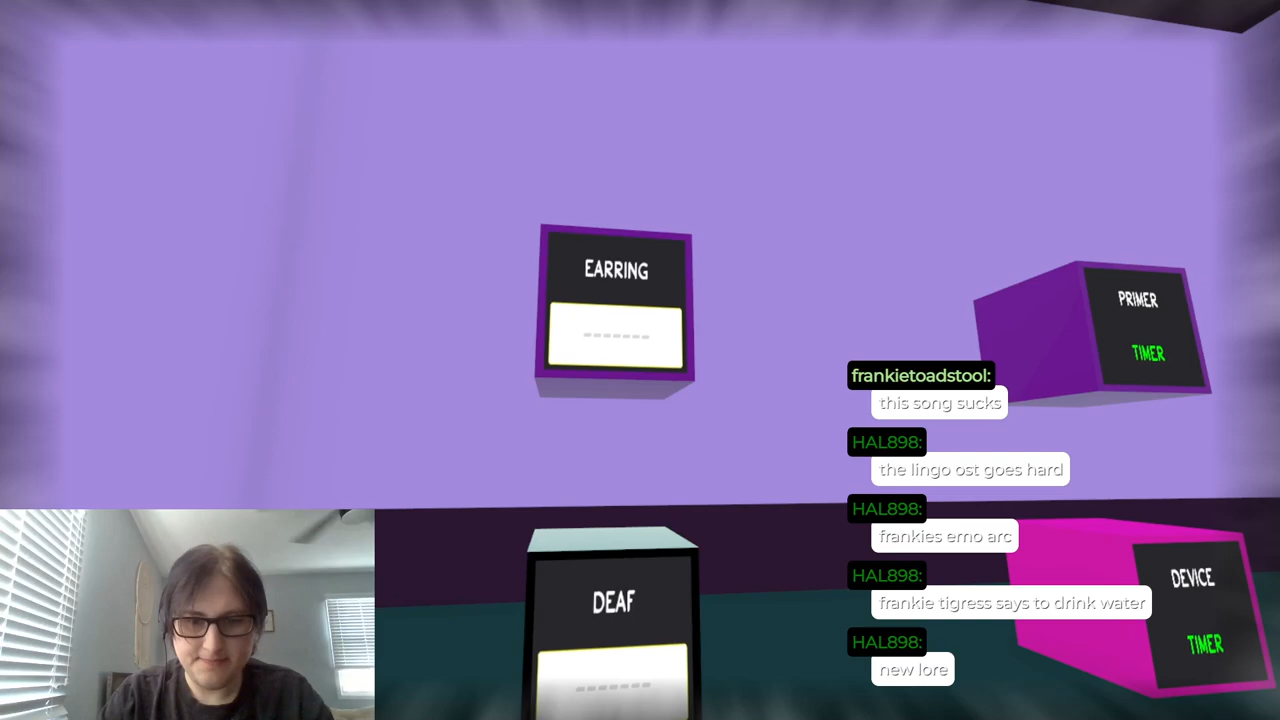 EARRING
PRIMER
TIMER
frankietoadstool:
this song sucks
HAL898:
the lingo ost goes hard
HAL898:
frankies emo arc
HAL898:
frankie tigress says drink water
HAL898:
new lore
DEAF
DEVICE
TIMER